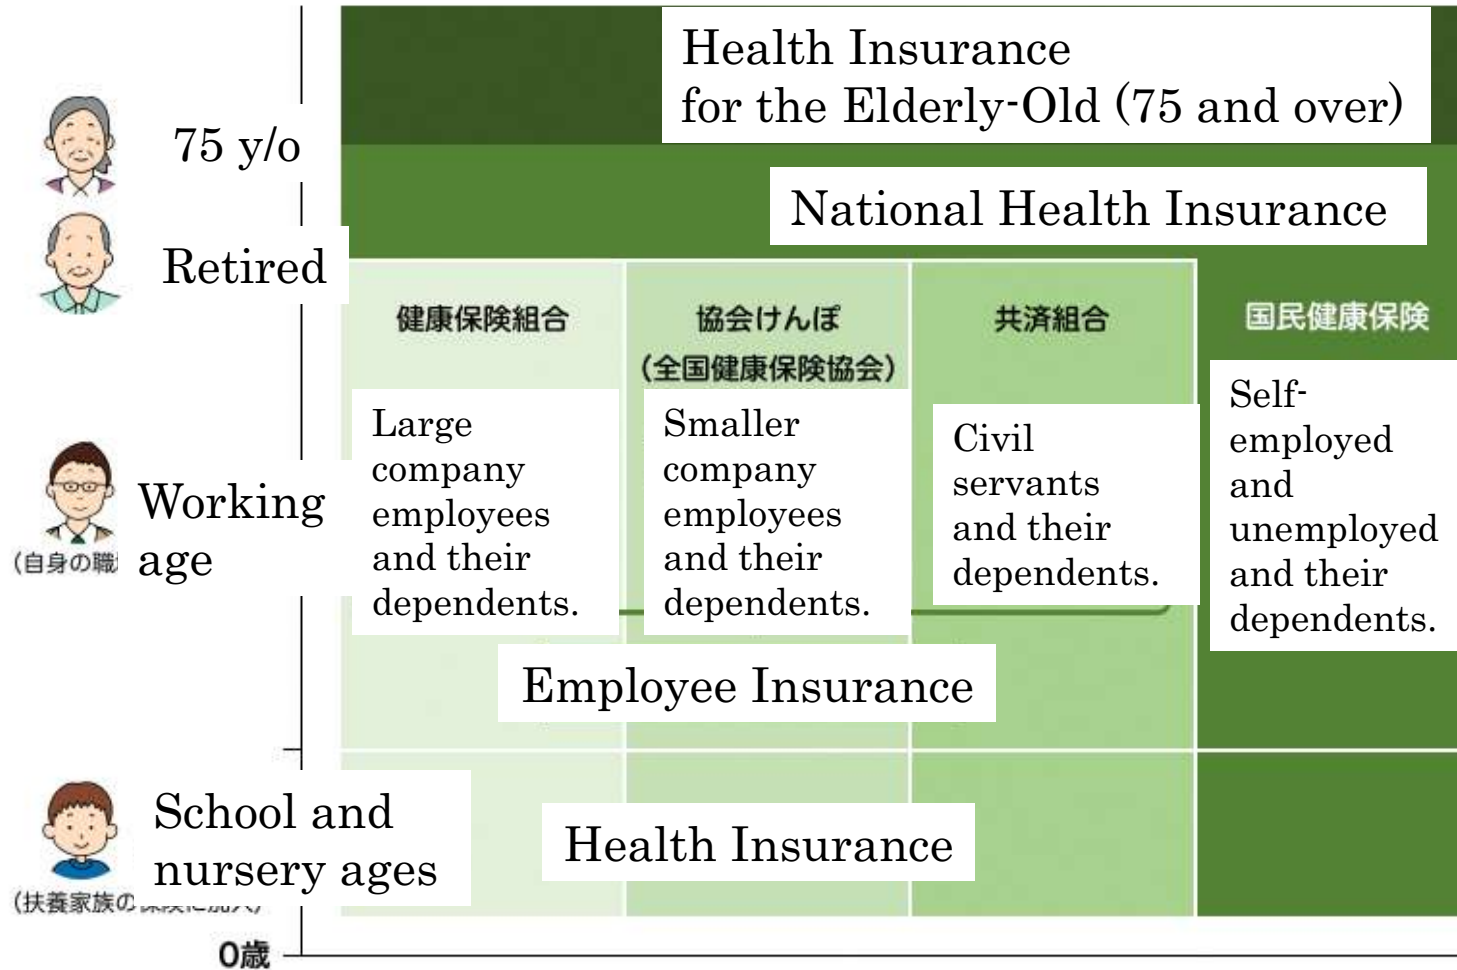 Health Insurance
for the Elderly-Old (75 and over)
75 y/o
National Health Insurance
Retired
健康保険組合
協会けんぽ
(全国健康保険協会)
共済組合
国民健康保険
Large
company
employees
and their
dependents.
Smaller
company
employees
and their
dependents.
Civil
servants
and their
dependents.
Self-
employed
and
unemployed
and their
dependents.
Working
age
(自身の職
Employee Insurance
School and
nursery ages
Health Insurance
(扶養家族の
0歳